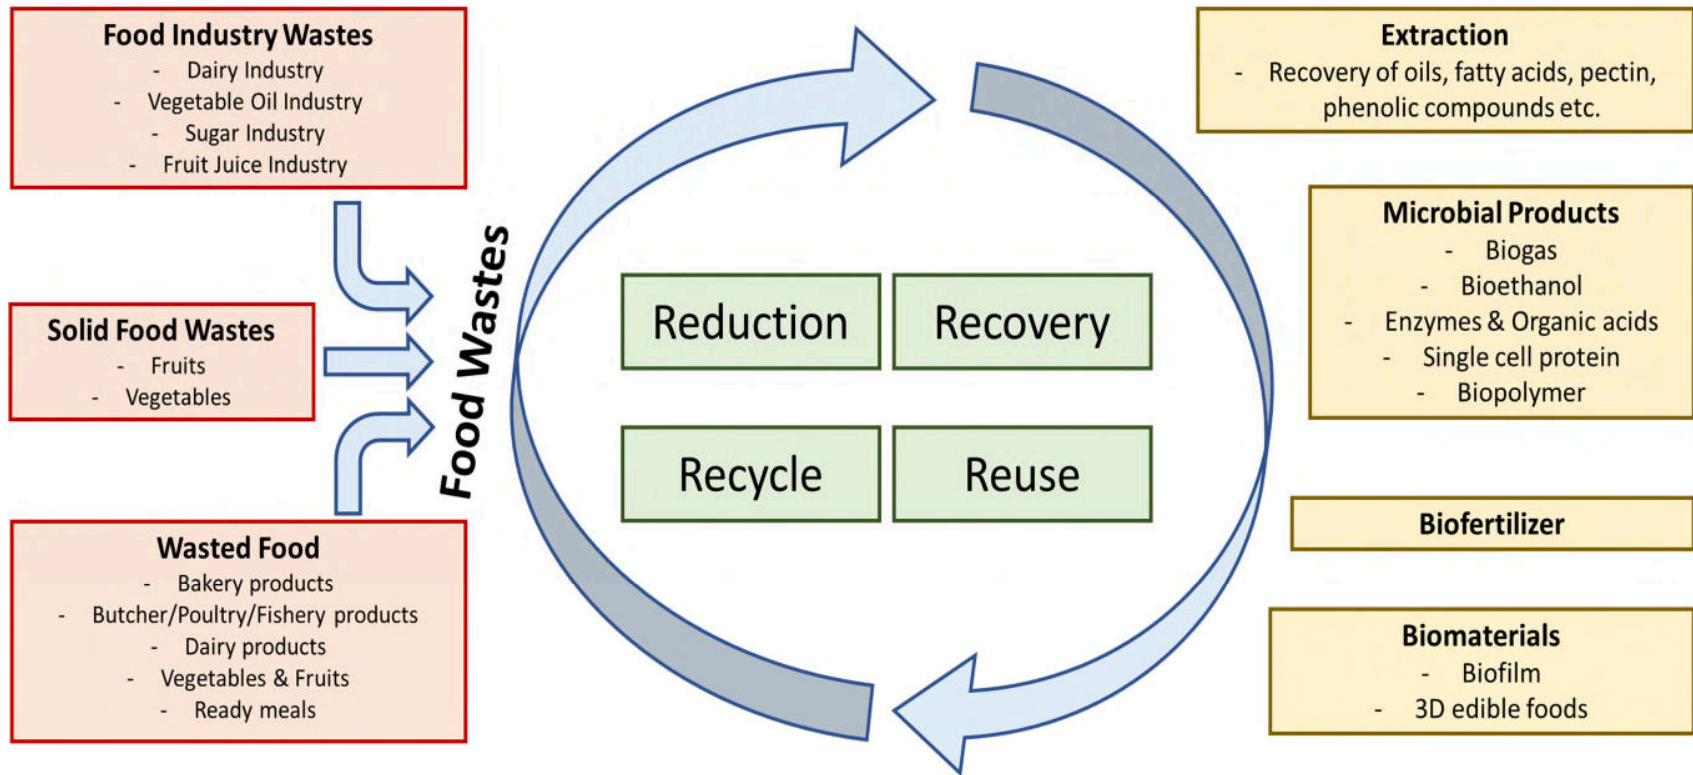 Food Industry Wastes
- Dairy Industry
- Vegetable Oil Industry
- Sugar Industry
- Fruit Juice Industry
Solid Food Wastes
- Fruits
- Vegetables
Wasted Food
- Bakery products
- Butcher/Poultry/Fishery products
- Dairy products
- Vegetables & Fruits
- Ready meals
Food Wastes
Reduction
Recovery
Recycle
Reuse
Extraction
- Recovery of oils, fatty acids, pectin,
phenolic compounds etc.
Microbial Products
- Biogas
- Bioethanol
- Enzymes & Organic acids
- Single cell protein
- Biopolymer
Biofertilizer
Biomaterials
- Biofilm
- 3D edible foods